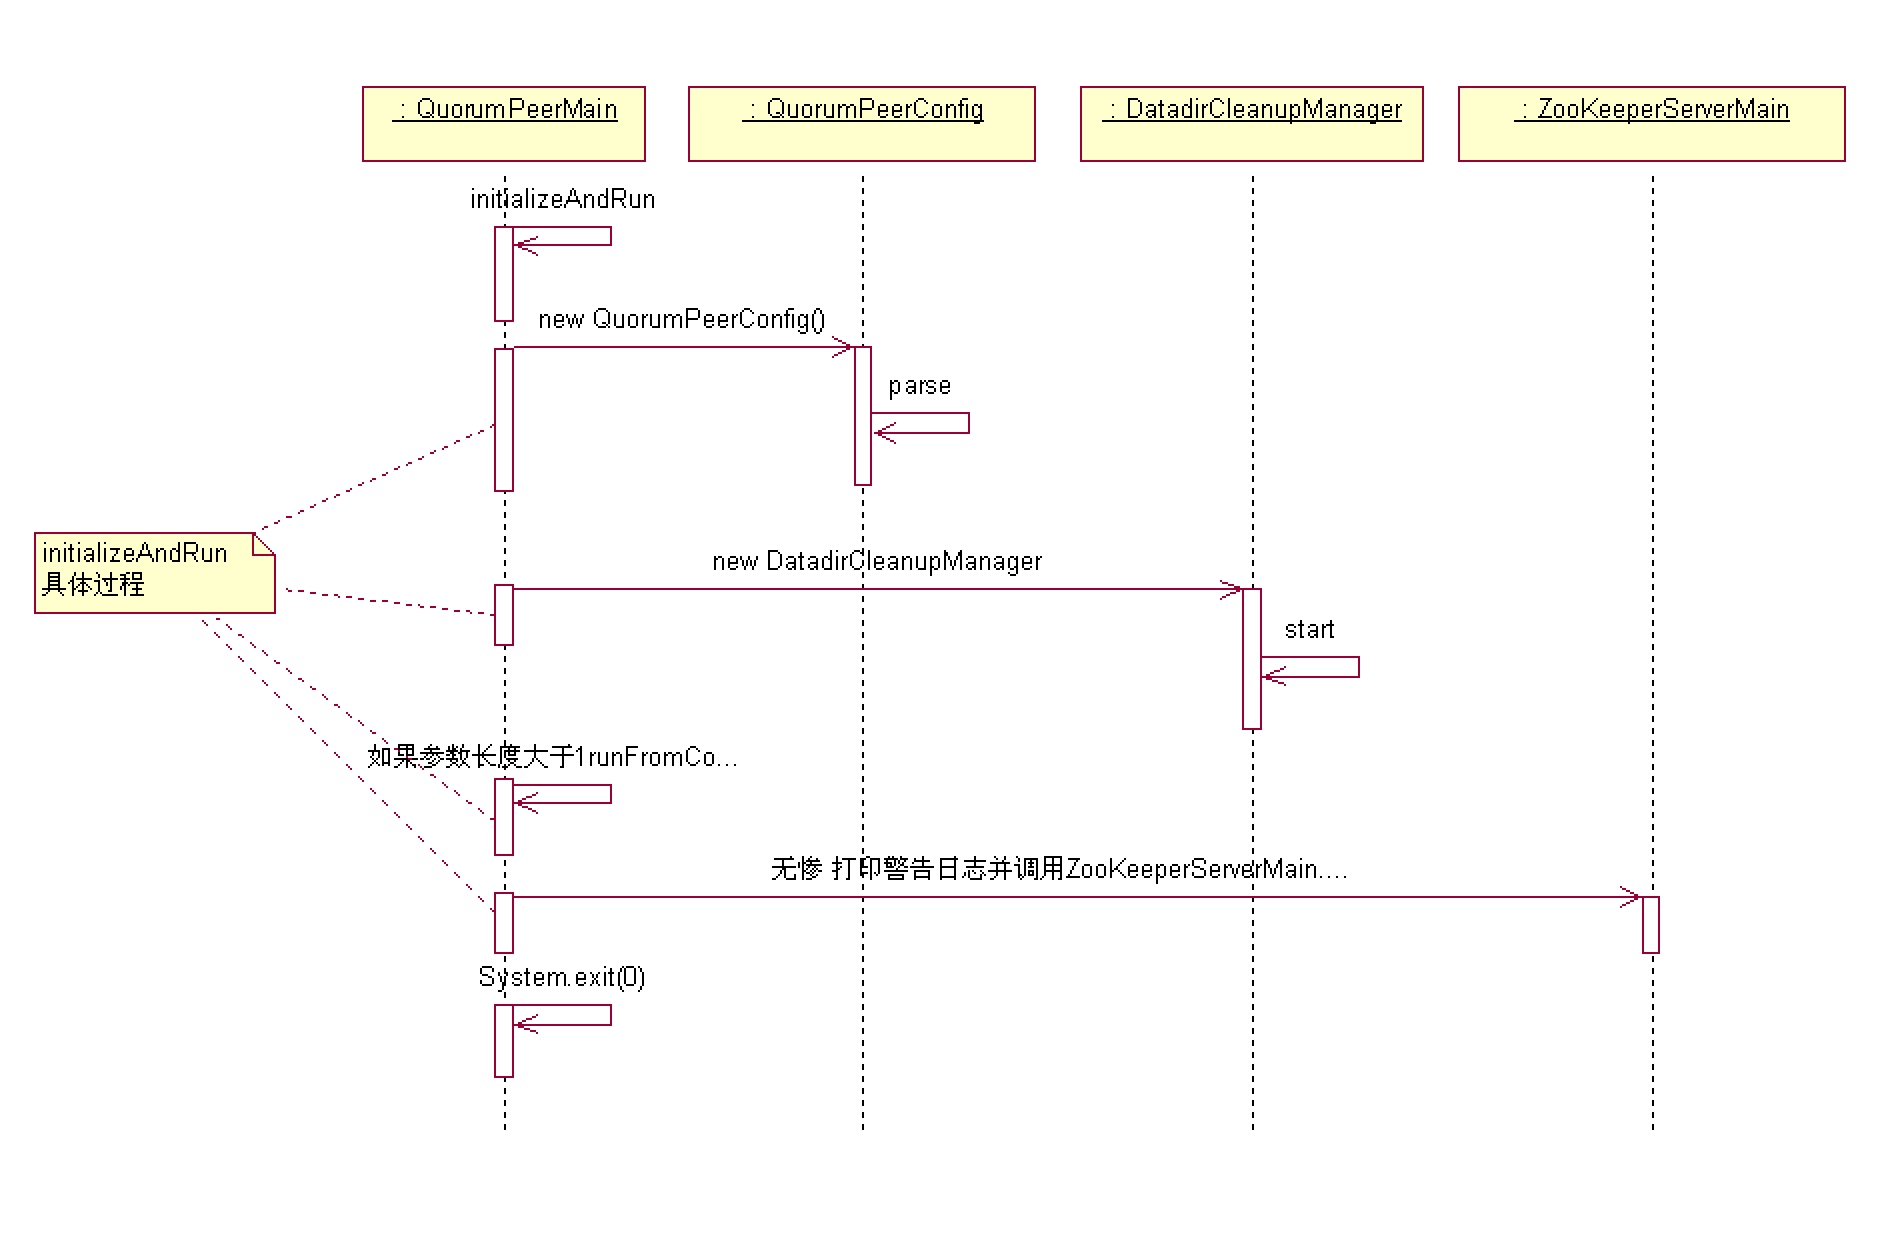 : QuorumPeerMain
: QuorumPeerConfig
: DatadirCleanupManager
: ZooKeeperServerMain
initializeAndRun
new QuorumPeerConfig()
parse
initializeAndRun
具体过程
new DatadirCleanupManager
start
如果参数长度大于1runFromCo...
无惨 打印警告日志并调用ZooKeeperServerMain....
System.exit(0)